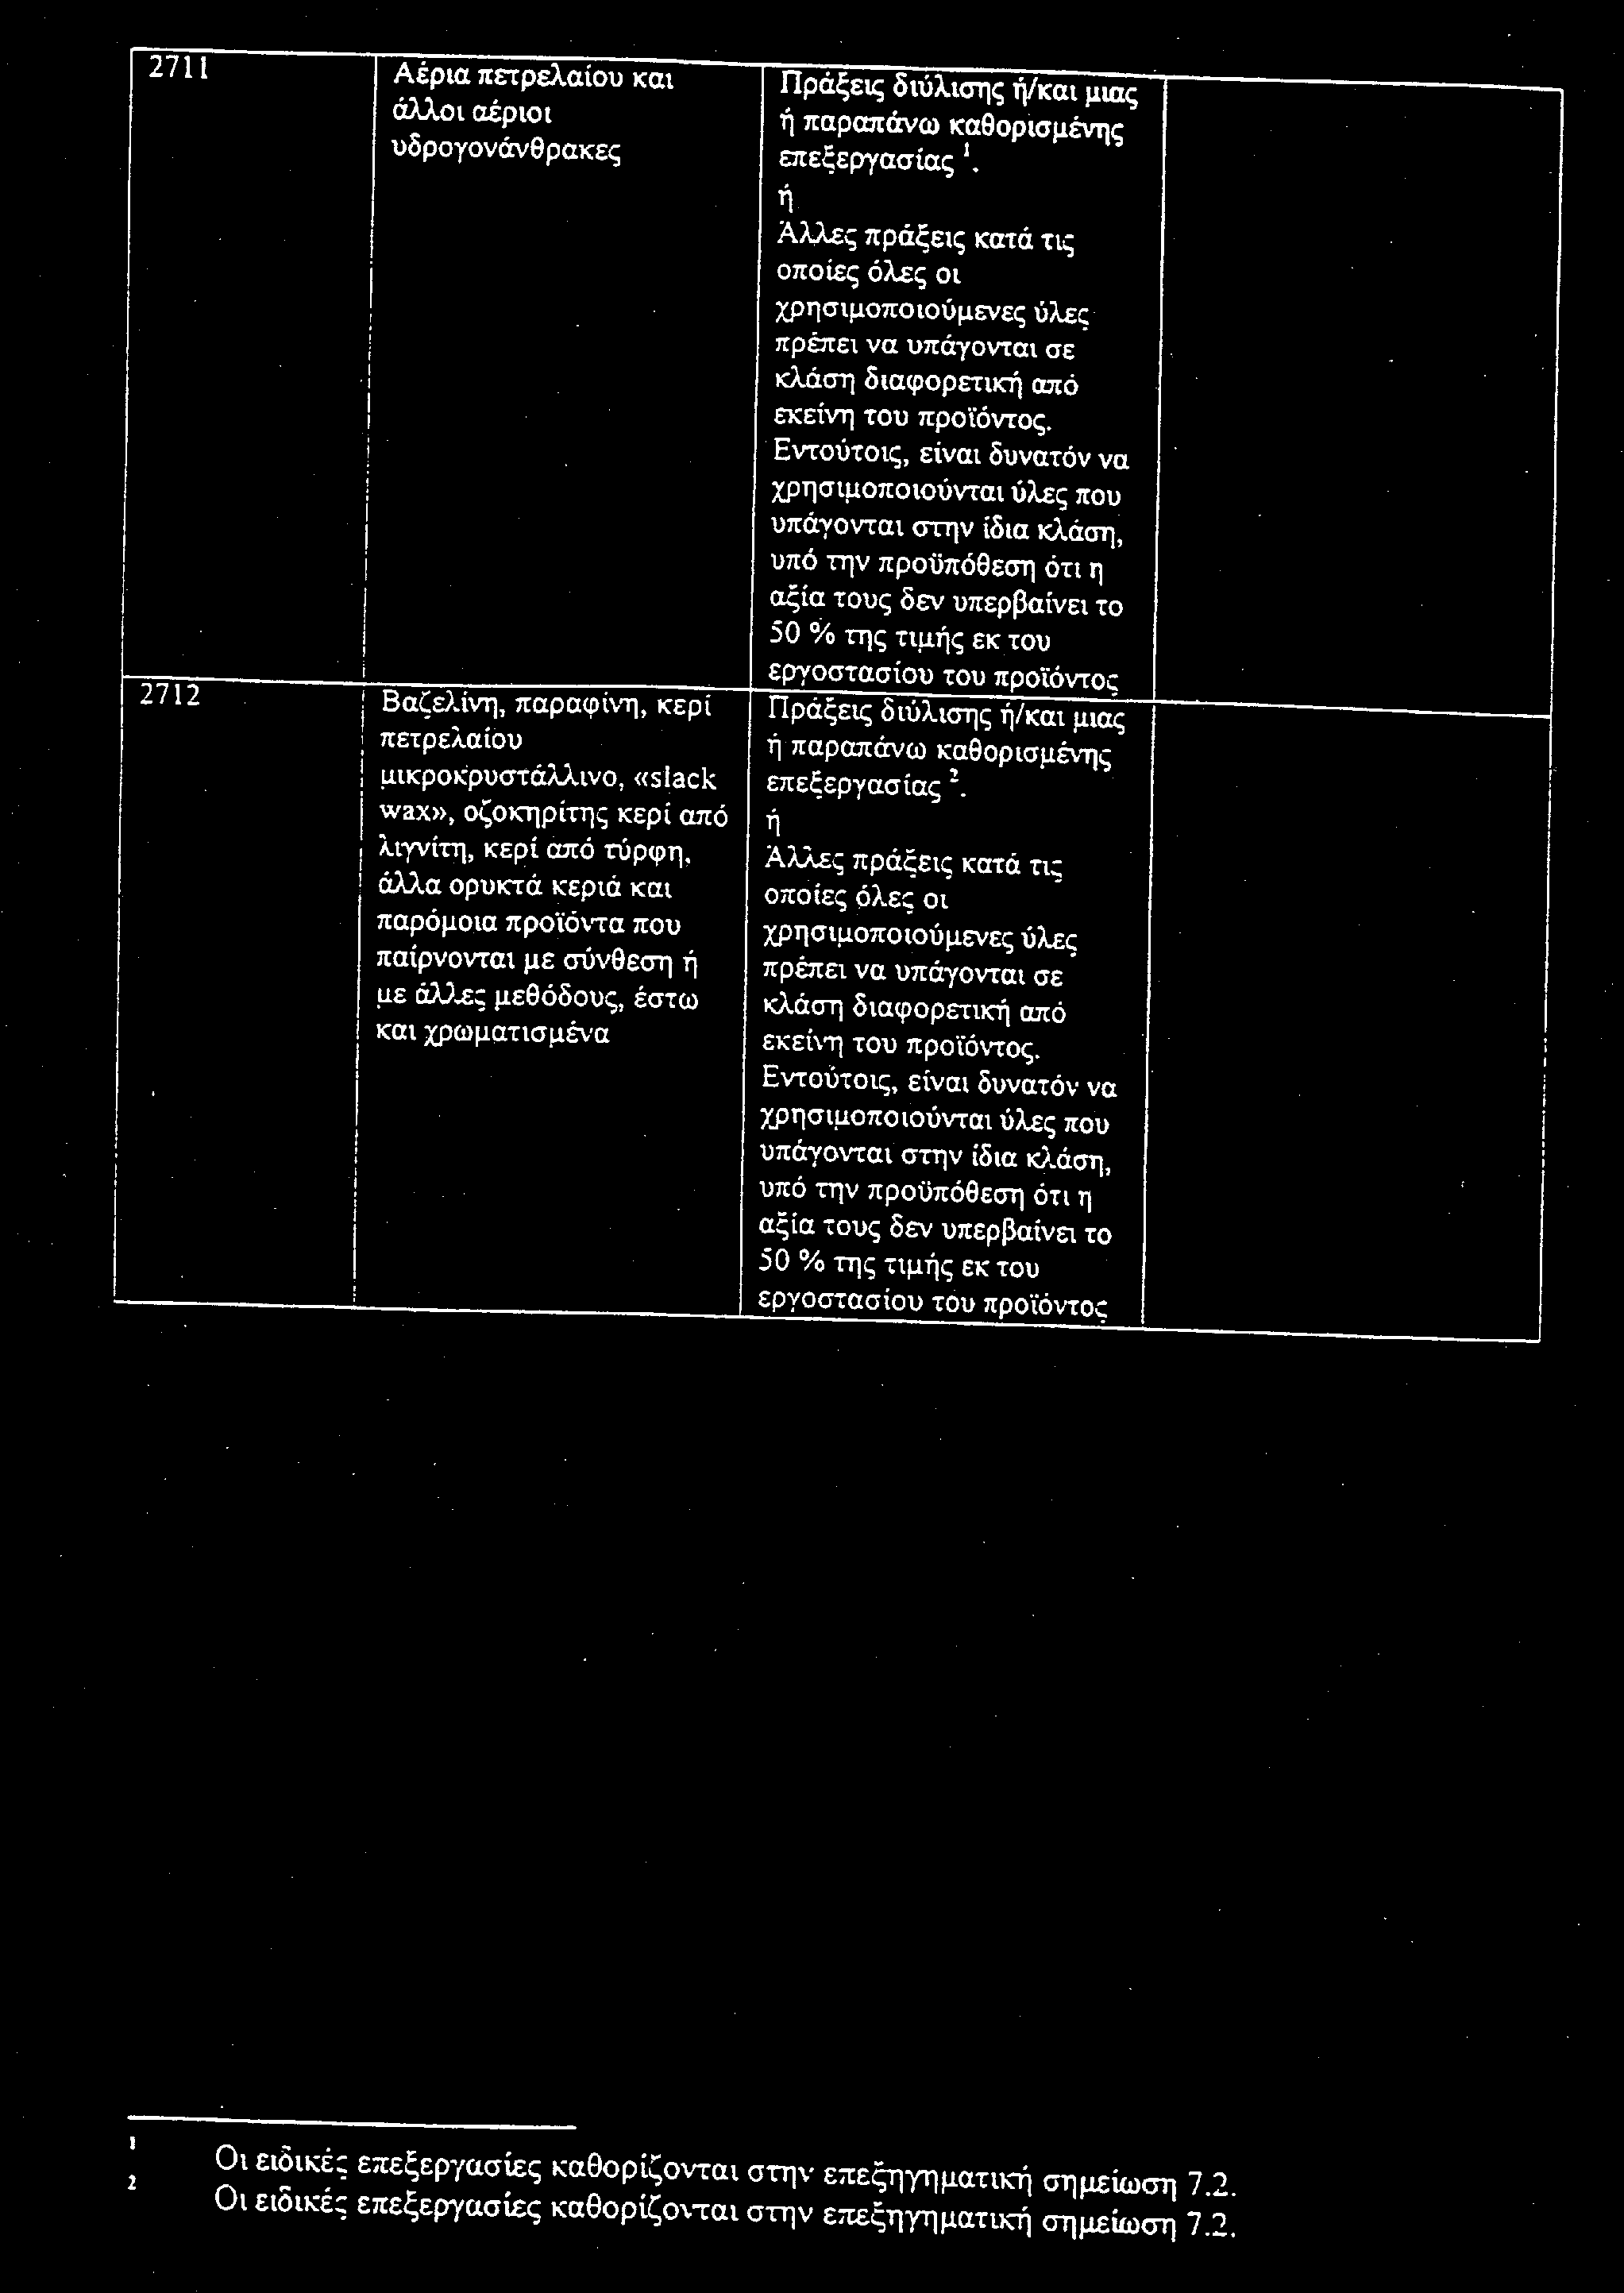 2711
Αέρια πετρελαίου και
άλλοι αέριοι
υδρογονάνθρακες
Πράξεις διύλισης ή/και μιας
ή παραπάνω καθορισμένης
επεξεργασίας ¹.
ή
Άλλες πράξεις κατά τις
οποίες όλες οι
χρησιμοποιούμενες ύλες
πρέπει να υπάγονται σε
κλάση διαφορετική από
εκείνη του προϊόντος.
Εντούτοις, είναι δυνατόν να
χρησιμοποιούνται ύλες που
υπάγονται στην ίδια κλάση,
υπό την προϋπόθεση ότι η
αξία τους δεν υπερβαίνει το
50 % της τιμής εκ του
εργοστασίου του προϊόντος
2712
Βαζελίνη, παραφίνη, κερί
πετρελαίου
μικροκρυστάλλινο, «slack
wax», οζοκηρίτης κερί από
λιγνίτη, κερί από τύρφη,
άλλα ορυκτά κεριά και
παρόμοια προϊόντα που
παίρνονται με σύνθεση ή
με άλλες μεθόδους, έστω
και χρωματισμένα
Πράξεις διύλισης ή/και μιας
ή παραπάνω καθορισμένης
επεξεργασίας ².
ή
Άλλες πράξεις κατά τις
οποίες όλες οι
χρησιμοποιούμενες ύλες
πρέπει να υπάγονται σε
κλάση διαφορετική από
εκείνη του προϊόντος.
Εντούτοις, είναι δυνατόν να
χρησιμοποιούνται ύλες που
υπάγονται στην ίδια κλάση,
υπό την προϋπόθεση ότι η
αξία τους δεν υπερβαίνει το
50 % της τιμής εκ του
εργοστασίου του προϊόντος
¹ Οι ειδικές επεξεργασίες καθορίζονται στην επεξηγηματική σημείωση 7.2.
² Οι ειδικές επεξεργασίες καθορίζονται στην επεξηγηματική σημείωση 7.2.